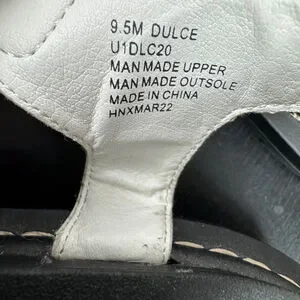 9.5M DULCE
U1DLC20
MAN MADE UPPER
MAN MADE OUTSOLE
MADE IN CHINA
HNXMAR22